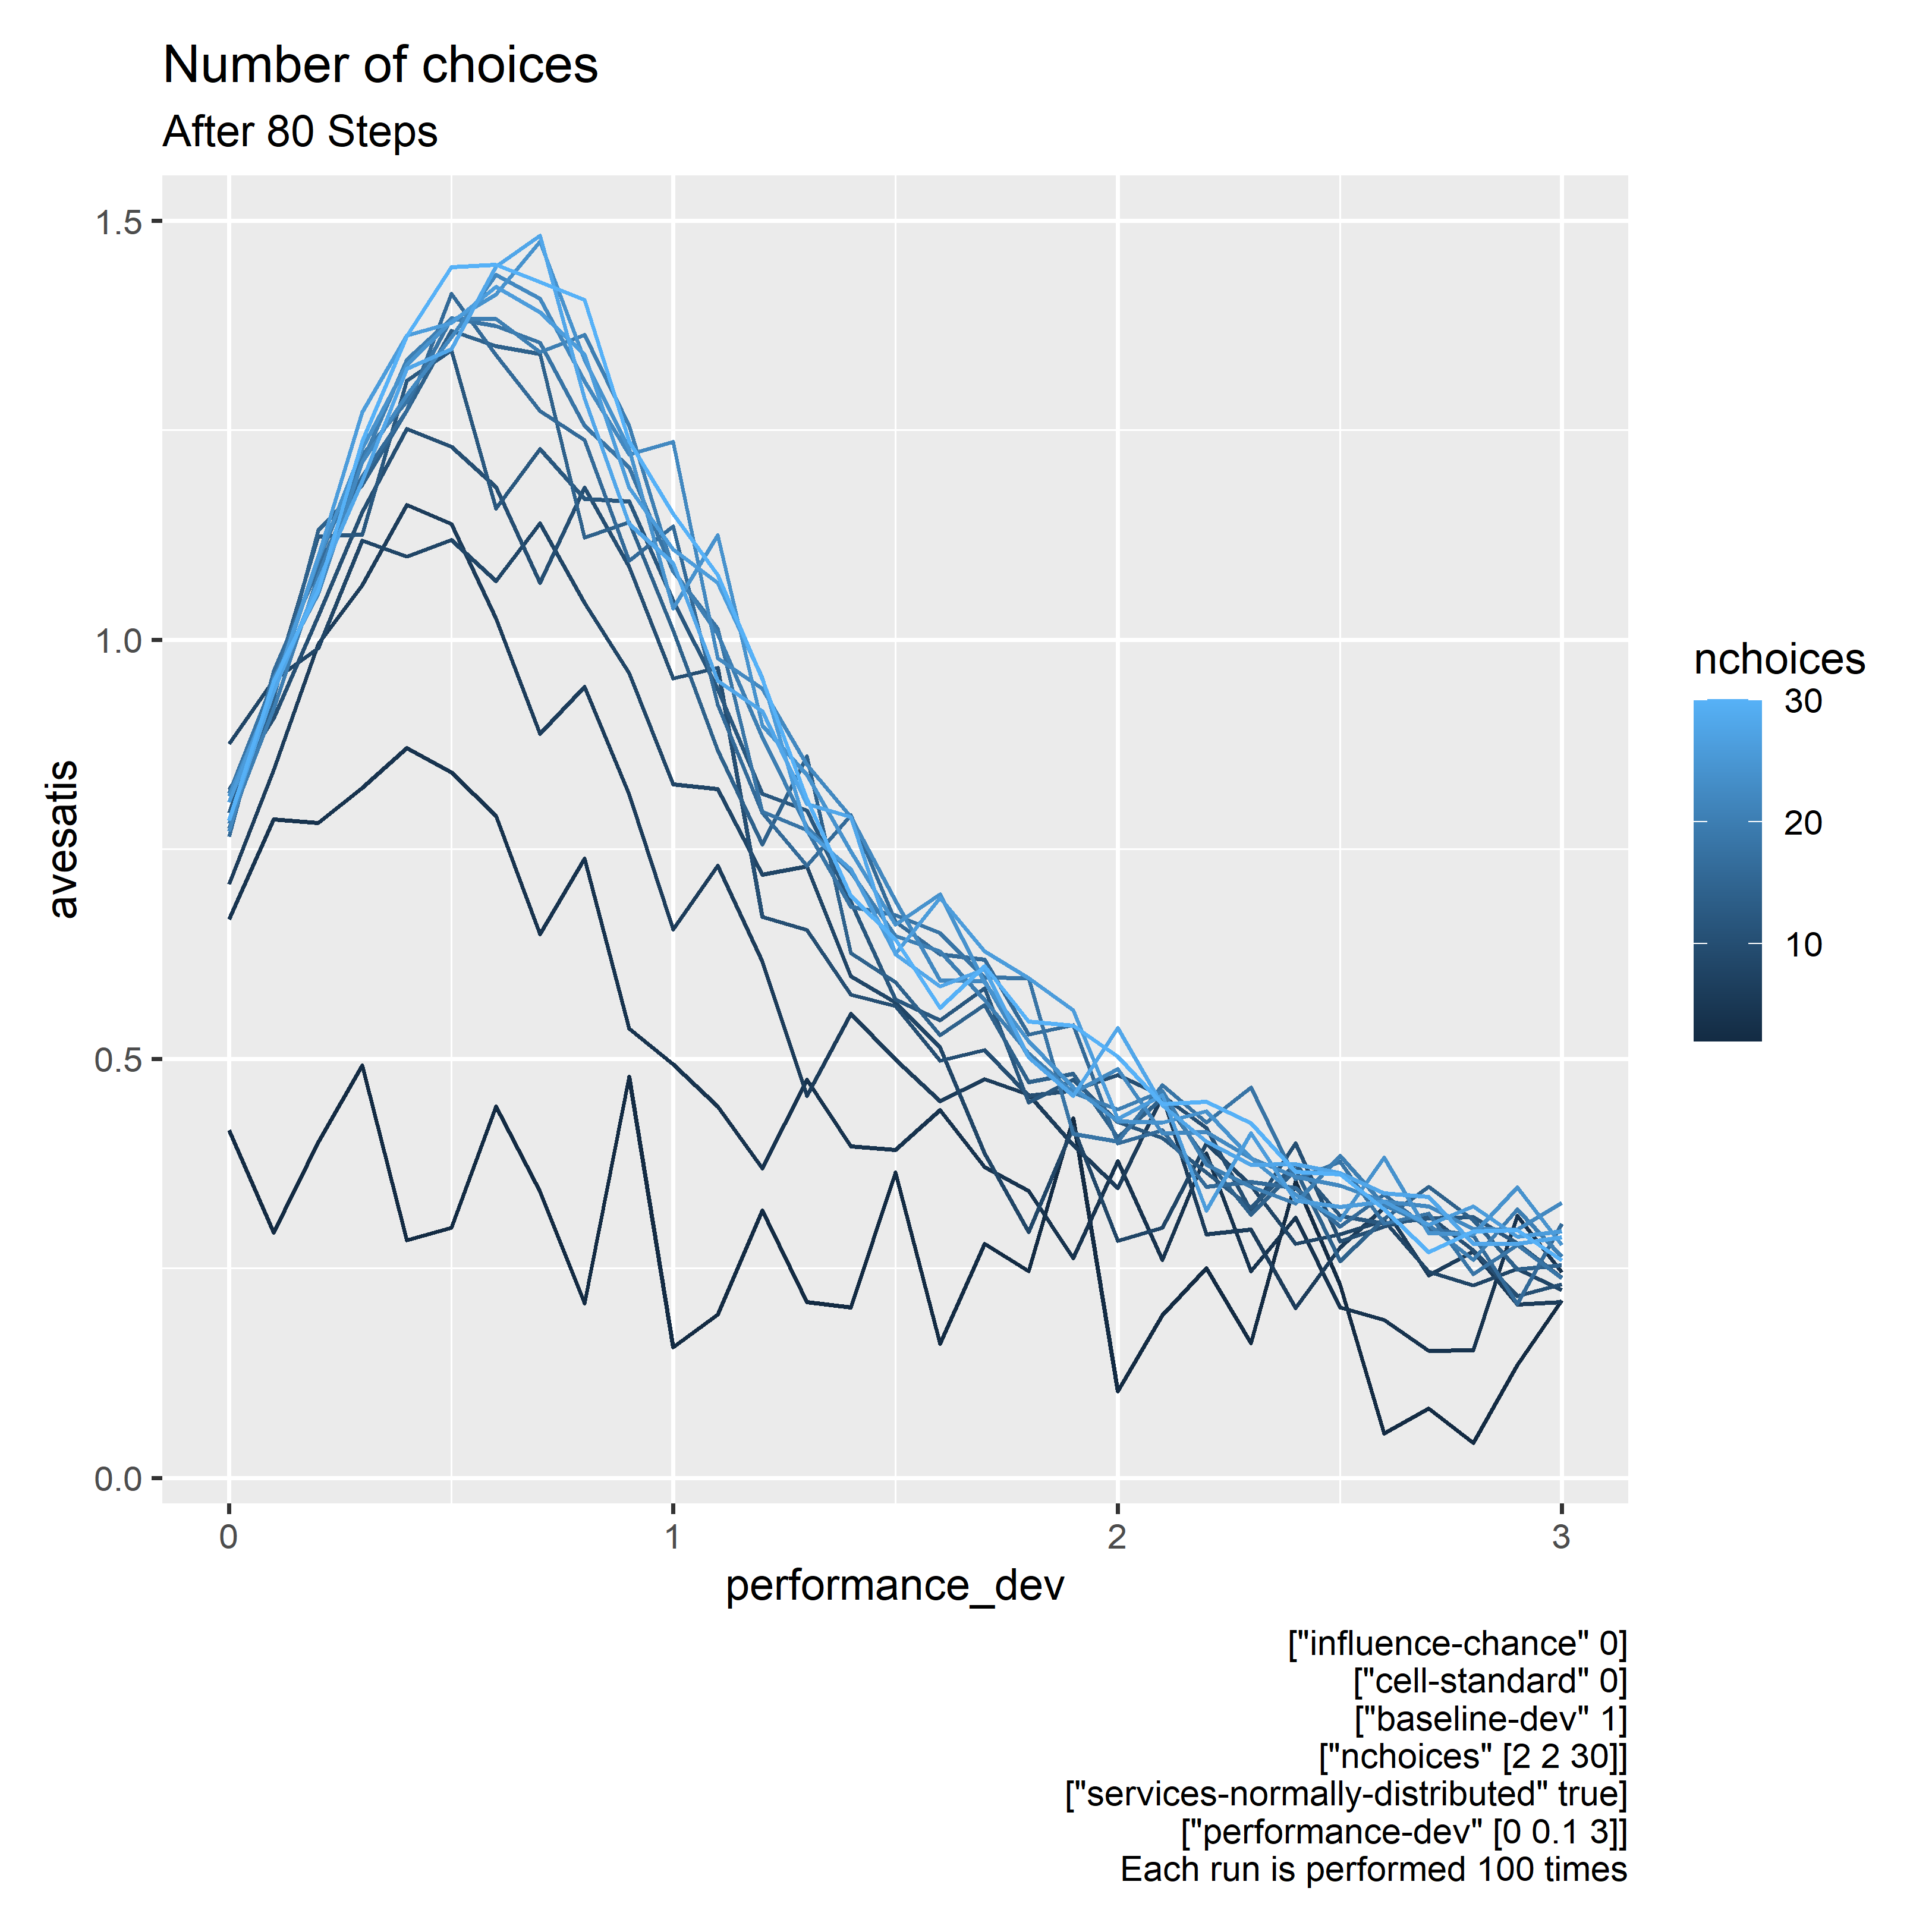 Number of choices
After 80 Steps
1.5
1.0
0.5
0.0
avesatis
0
1
2
3
performance_dev
nchoices
30
20
10
["influence-chance" 0]
["cell-standard" 0]
["baseline-dev" 1]
["nchoices" [2 2 30]]
["services-normally-distributed" true]
["performance-dev" [0 0.1 3]]
Each run is performed 100 times